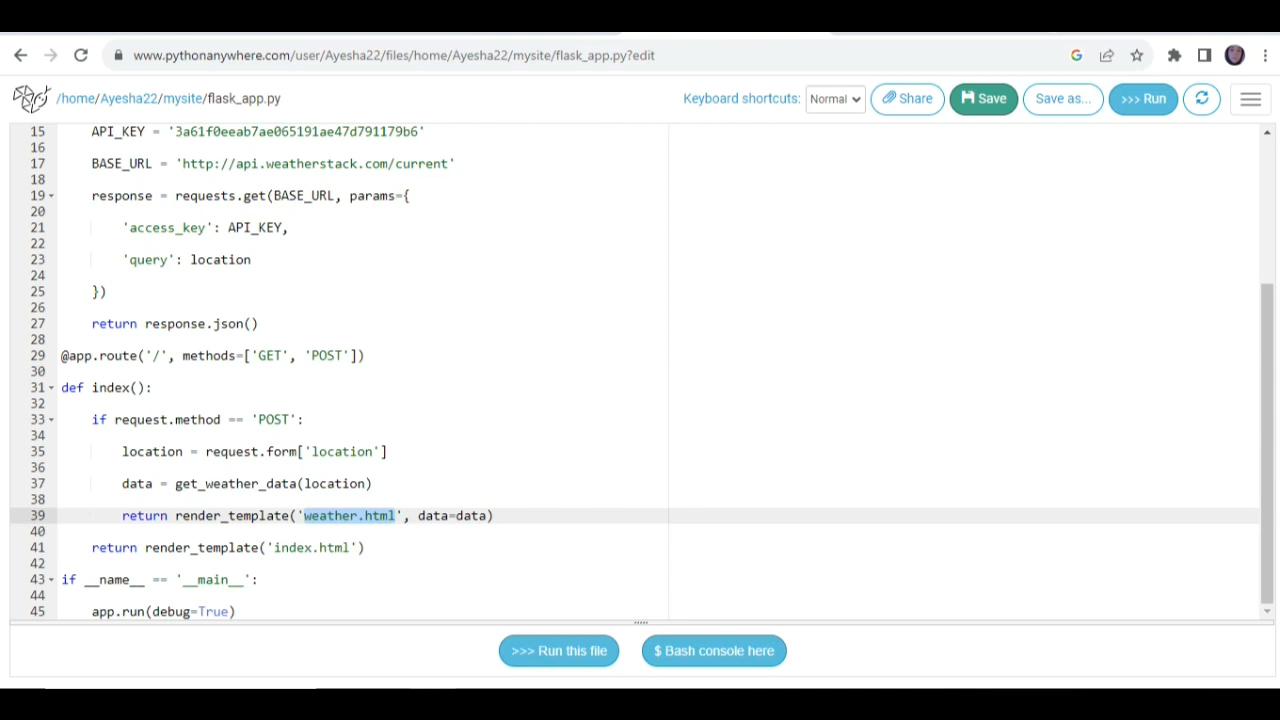 www.pythonanywhere.com/user/Ayesha22/files/home/Ayesha22/mysite/flask_app.py?edit
/home/Ayesha22/mysite/flask_app.py Keyboard shortcuts: Normal Share Save Save as... >>> Run
15 API_KEY = '3a61f0eeab7ae065191ae47d791179b6'
16
17 BASE_URL = 'http://api.weatherstack.com/current'
18
19 response = requests.get(BASE_URL, params={
20
21 'access_key': API_KEY,
22
23 'query': location
24
25 })
26
27 return response.json()
28
29 @app.route('/', methods=['GET', 'POST'])
30
31 def index():
32
33 if request.method == 'POST':
34
35 location = request.form['location']
36
37 data = get_weather_data(location)
38
39 return render_template('weather.html', data=data)
40
41 return render_template('index.html')
42
43 if __name__ == '__main__':
44
45 app.run(debug=True)
>>> Run this file $ Bash console here